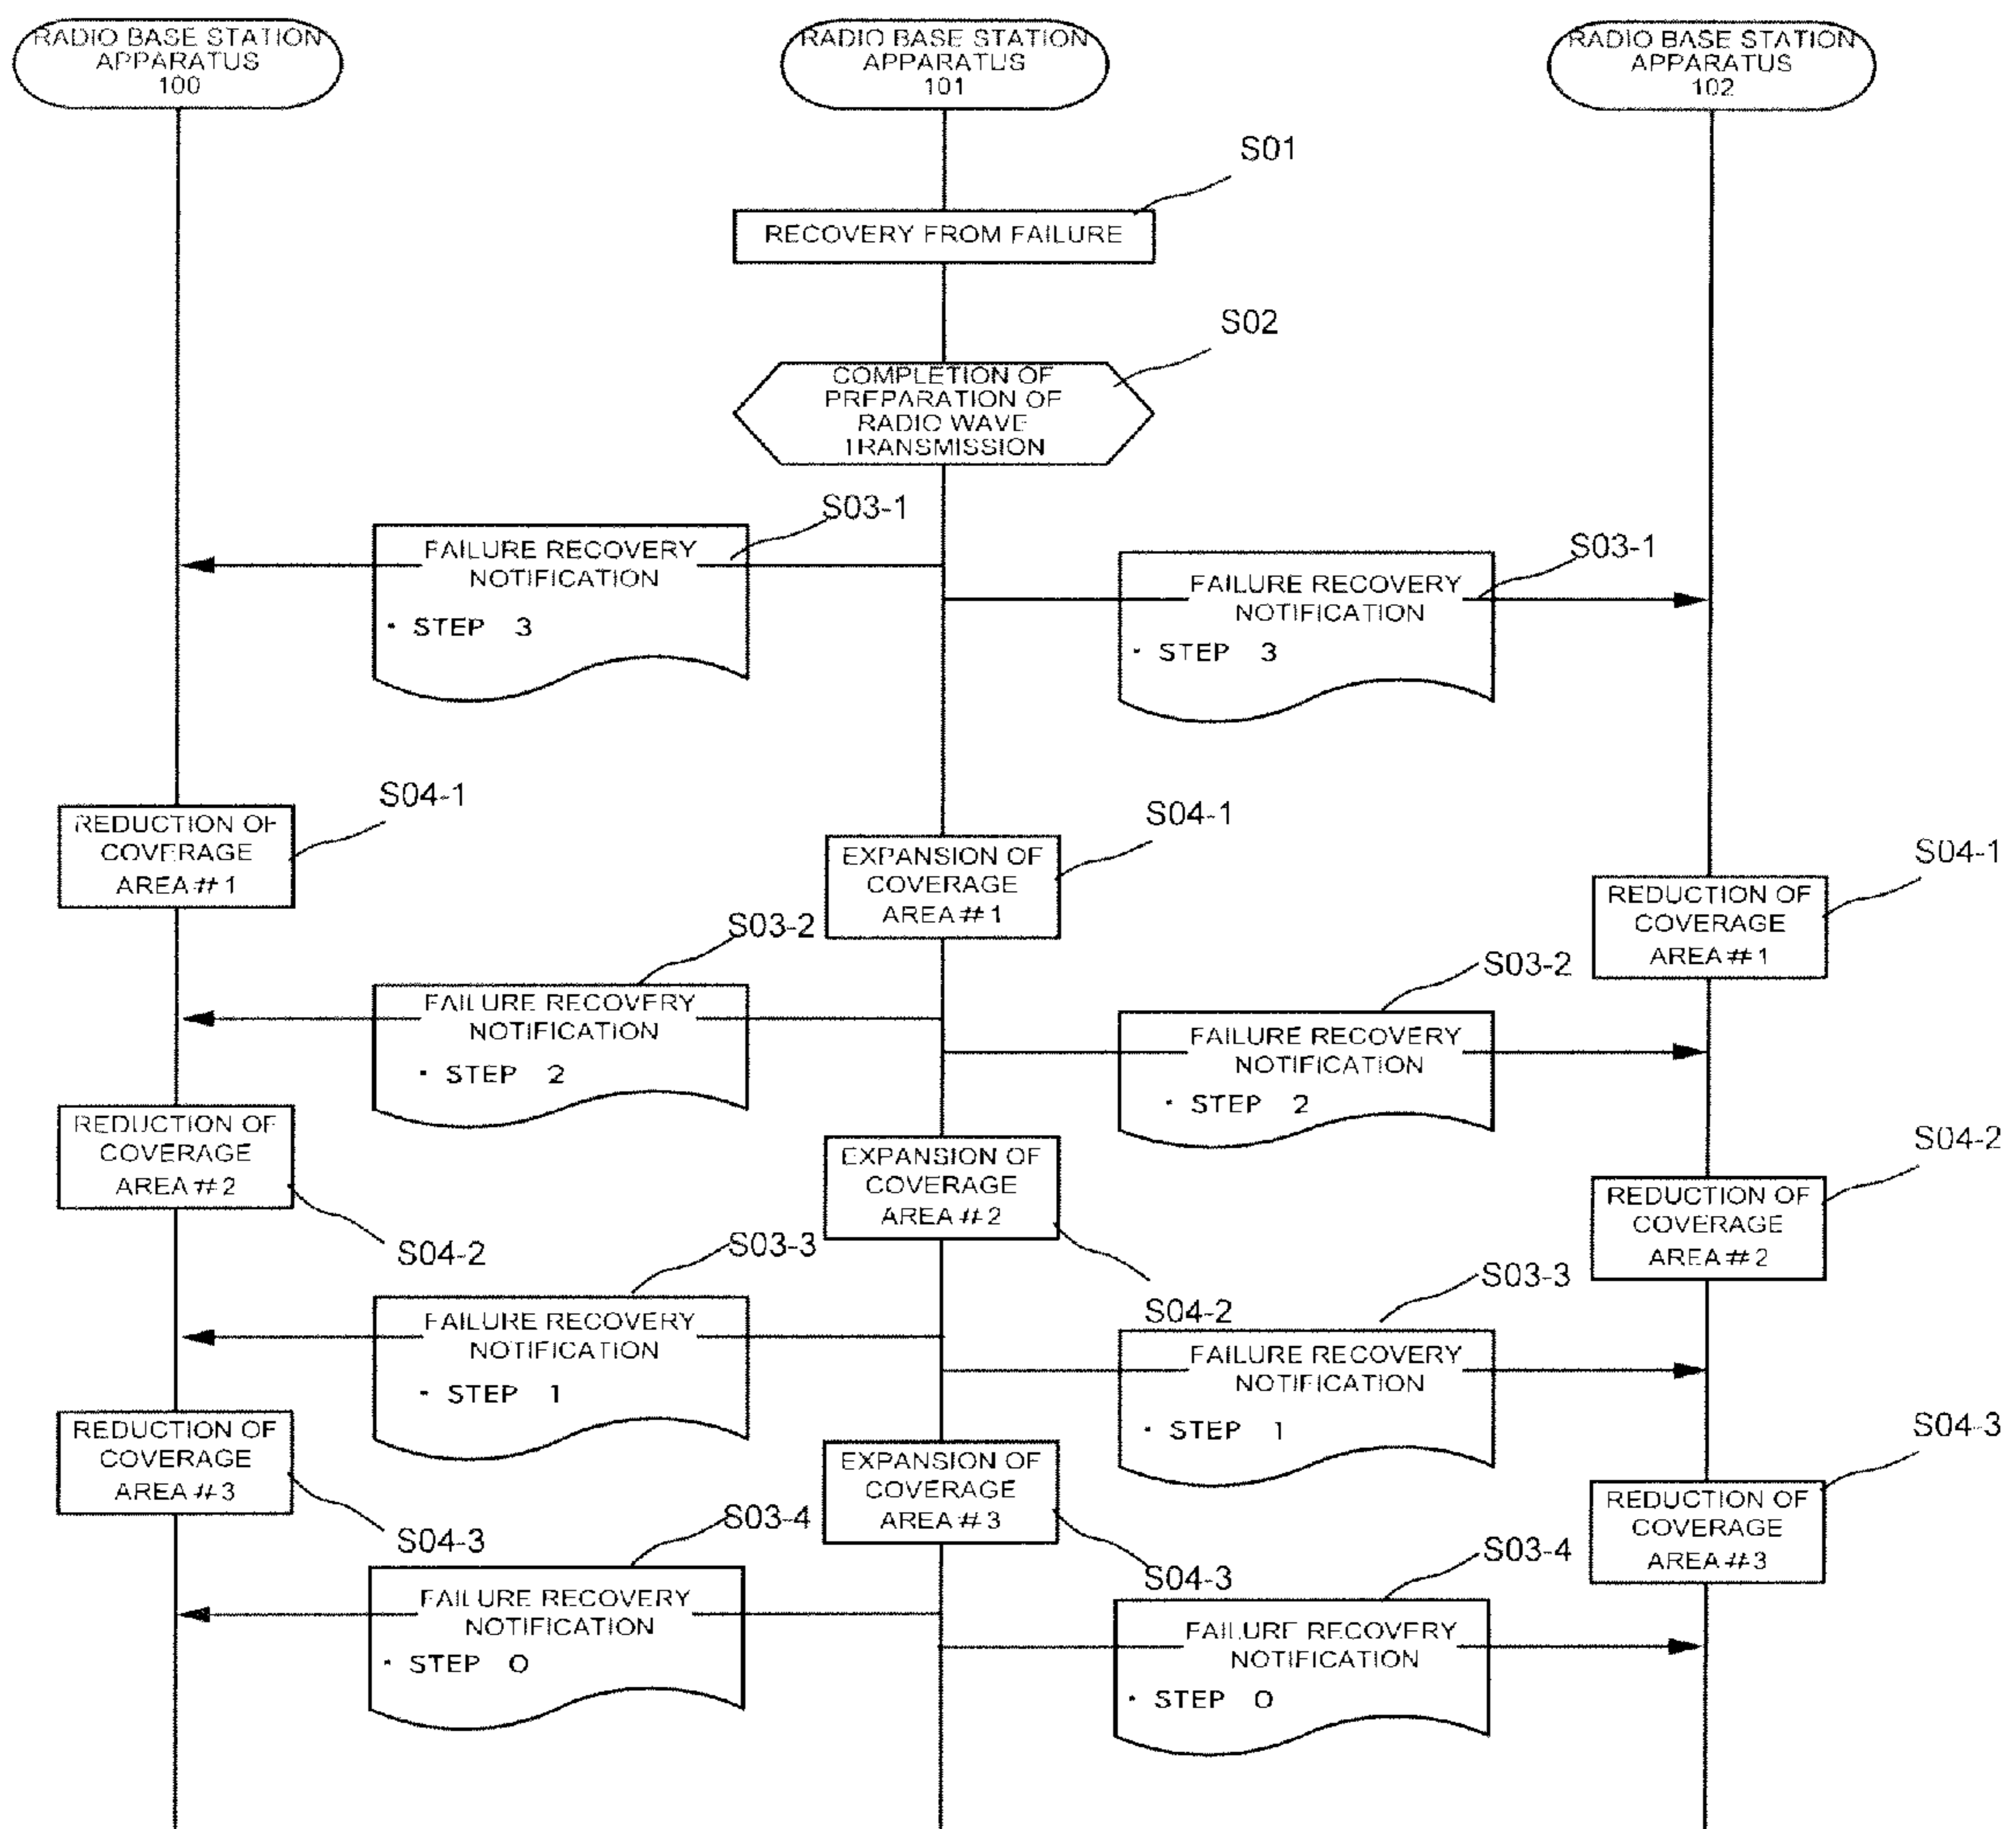 RADIO BASE STATION
APPARATUS
100
RADIO BASE STATION
APPARATUS
101
RADIO BASE STATION
APPARATUS
102
S01
RECOVERY FROM FAILURE
S02
COMPLETION OF
PREPARATION OF
RADIO WAVE
TRANSMISSION
S03-1
FAILURE RECOVERY
NOTIFICATION
・ STEP 3
S03-1
FAILURE RECOVERY
NOTIFICATION
・ STEP 3
S04-1
REDUCTION OF
COVERAGE
AREA#1
S04-1
EXPANSION OF
COVERAGE
AREA#1
S04-1
REDUCTION OF
COVERAGE
AREA#1
S03-2
FAILURE RECOVERY
NOTIFICATION
・ STEP 2
S03-2
FAILURE RECOVERY
NOTIFICATION
・ STEP 2
REDUCTION OF
COVERAGE
AREA#2
S04-2
EXPANSION OF
COVERAGE
AREA#2
S04-2
S04-2
REDUCTION OF
COVERAGE
AREA#2
S03-3
FAILURE RECOVERY
NOTIFICATION
・ STEP 1
S03-3
FAILURE RECOVERY
NOTIFICATION
・ STEP 1
REDUCTION OF
COVERAGE
AREA#3
S04-3
EXPANSION OF
COVERAGE
AREA#3
S04-3
S04-3
REDUCTION OF
COVERAGE
AREA#3
S03-4
FAILURE RECOVERY
NOTIFICATION
・ STEP 0
S03-4
FAILURE RECOVERY
NOTIFICATION
・ STEP 0